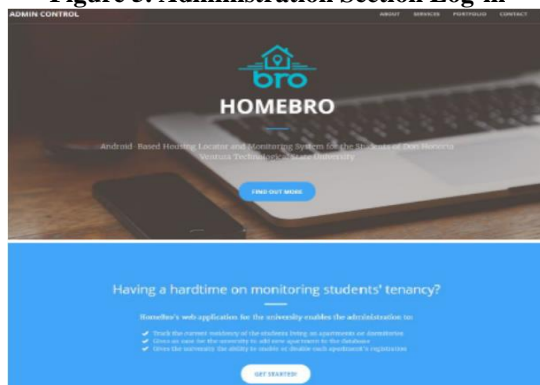 Figure 3. Administration Section Log-in
ADMIN CONTROL
ABOUT SERVICES PORTFOLIO CONTACT
bro
HOMEBRO
Android- Based Housing Locator and Monitoring System for the Students of Don Honorio
Ventura Technological State University
FIND OUT MORE
Having a hardtime on monitoring students' tenancy?
HomeBro's web application for the university enables the administration to:
Track the current residency of the students living on apartments or dormitories
Gives an ease for the university to add new apartment to the database
Gives the university the ability to enable or disable each apartment's registration
GET STARTED!